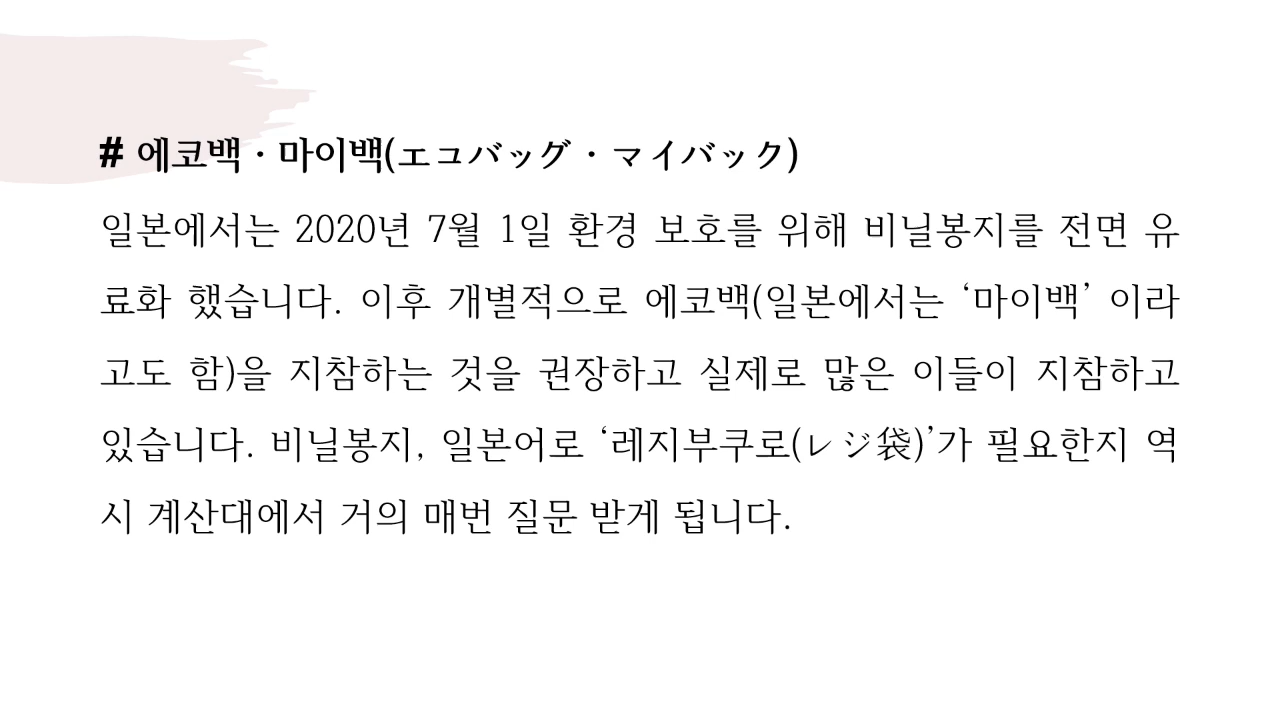 # 에코백・마이백(エュバッグ・マイバック)
일본에서는 2020년 7월 1일 환경 보호를 위해 비닐봉지를 전면 유
료화 했습니다. 이후 개별적으로 에코백(일본에서는 ‘마이백’ 이라
고도 함)을 지참하는 것을 권장하고 실제로 많은 이들이 지참하고
있습니다. 비닐봉지, 일본어로 ‘레지부쿠로(レジ袋)’가 필요한지 역
시 계산대에서 거의 매번 질문 받게 됩니다.